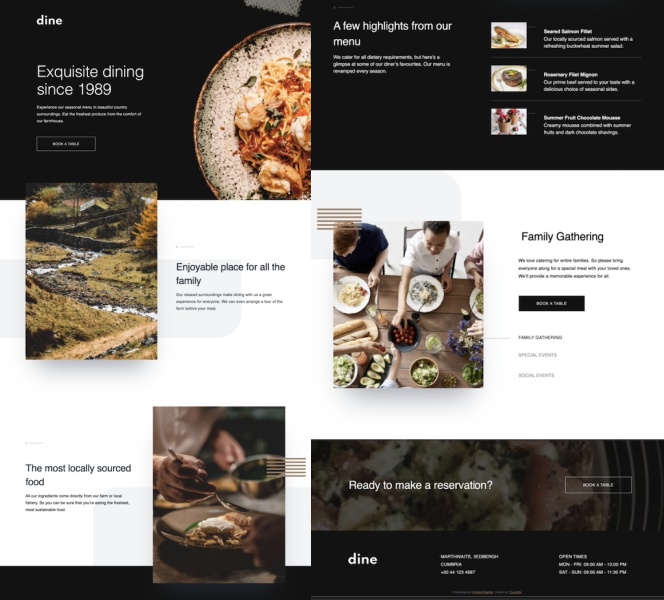 dine
Exquisite dining
since 1989
Experience our seasonal menu in beautiful country
surroundings. Eat the freshest produce from the comfort of
our farmhouse.
BOOK A TABLE
Enjoyable place for all the
family
Our relaxed surroundings make dining with us a great
experience for everyone. We can even arrange a tour of the
farm before your meal.
The most locally sourced
food
All our ingredients come directly from our farm or local
fishery. So you can be sure that you're eating the freshest,
most sustainable food.
A few highlights from our
menu
We cater for all dietary requirements, but here's a
glimpse at some of our diner's favourites. Our menu is
revamped every season.
Seared Salmon Fillet
Our locally sourced salmon served with a
refreshing buckwheat summer salad.
Rosemary Filet Mignon
Our prime beef served to your taste with a
delicious choice of seasonal sides.
Summer Fruit Chocolate Mousse
Creamy mousse combined with summer
fruits and dark chocolate shavings.
Family Gathering
We love catering for entire families. So please bring
everyone along for a special meal with your loved ones.
We'll provide a memorable experience for all.
BOOK A TABLE
FAMILY GATHERING
SPECIAL EVENTS
SOCIAL EVENTS
Ready to make a reservation?
BOOK A TABLE
dine
MARTHWAITE, SEDBERGH
CUMBRIA
+00 44 123 4567
OPEN TIMES
MON - FRI: 09:00 AM - 10:00 PM
SAT - SUN: 09:00 AM - 11:30 PM